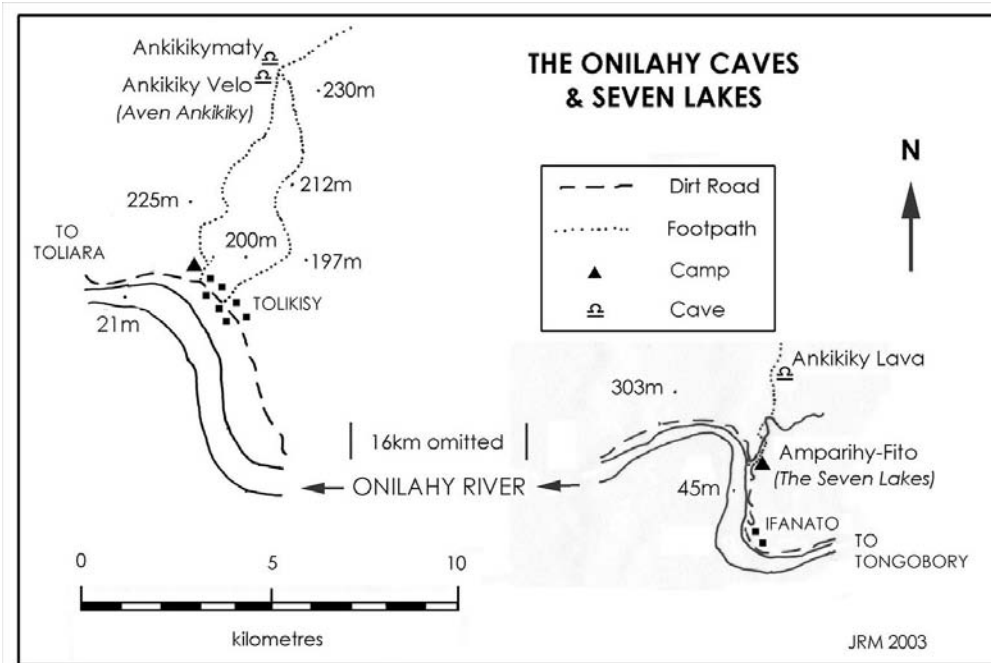 THE ONILAHY CAVES
& SEVEN LAKES
Ankikikymaty
Ankikiky Velo
(Aven Ankikiky)
230m
212m
225m
200m
197m
TO
TOLIARA
TOLIKISY
21m
N
Dirt Road
Footpath
Camp
Cave
Ankikiky Lava
303m
16km omitted
Amparihy-Fito
(The Seven Lakes)
ONILAHY RIVER
45m
IFANATO
TO
TONGOBORY
0 5 10
kilometres
JRM 2003